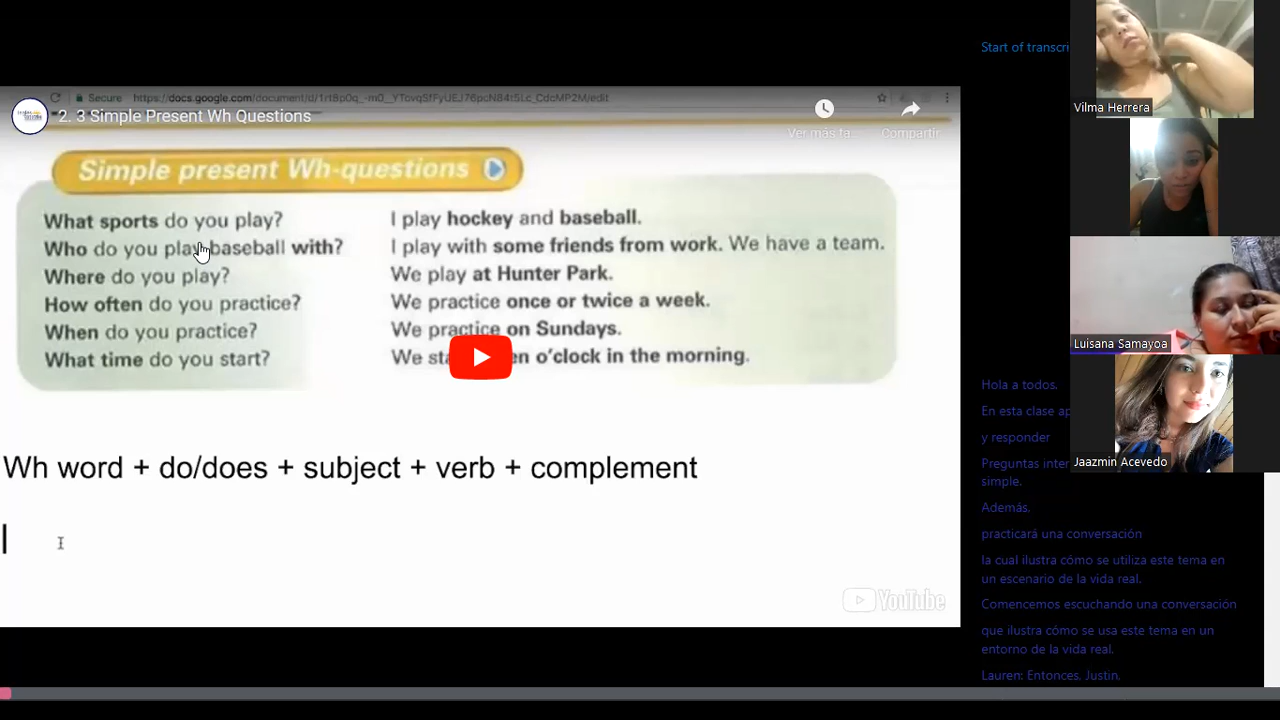 Secure
2. 3 Simple Present Wh Questions
Ver más ta...
Compartir
Simple present Wh-questions
What sports do you play?
I play hockey and baseball.
Who do you play baseball with?
I play with some friends from work. We have a team.
Where do you play?
We play at Hunter Park.
How often do you practice?
We practice once or twice a week.
When do you practice?
We practice on Sundays.
What time do you start?
o'clock in the morning.
Wh word + do/does + subject + verb + complement
YouTube
Start of transcri
Hola a todos.
En esta clase ap
y responder
Preguntas inter
simple.
Además,
practicará una conversación
la cual ilustra cómo se utiliza este tema en
un escenario de la vida real.
Comencemos escuchando una conversación
que ilustra cómo se usa este tema en un
entorno de la vida real.
Lauren: Entonces, Justin,
Vilma Herrera
Luisana Samayoa
Jaazmin Acevedo